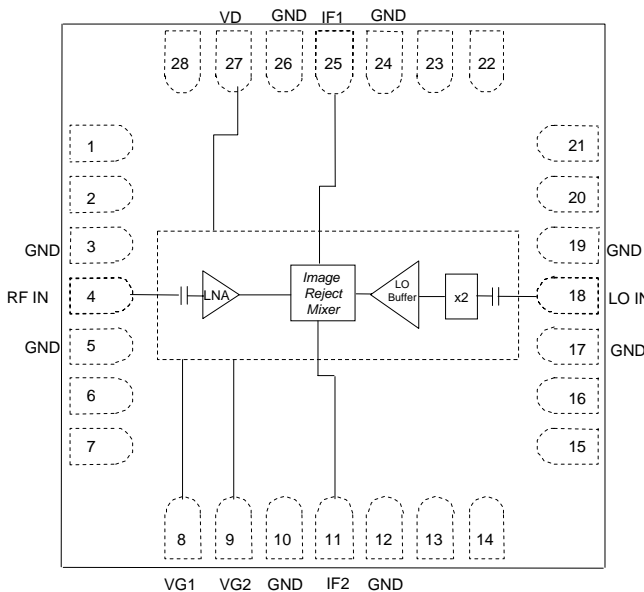 VD GND IF1 GND
28 27 26 25 24 23 22
1 21
2 20
GND 3 19 GND
RF IN 4 LNA Image Reject Mixer LO Buffer x2 18 LO IN
GND 5 17 GND
6 16
7 15
8 9 10 11 12 13 14
VG1 VG2 GND IF2 GND